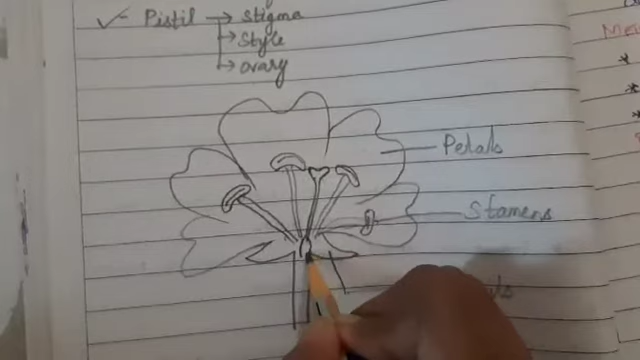 Pistil → Stigma
→ Style
→ ovary
Petals
Stamens